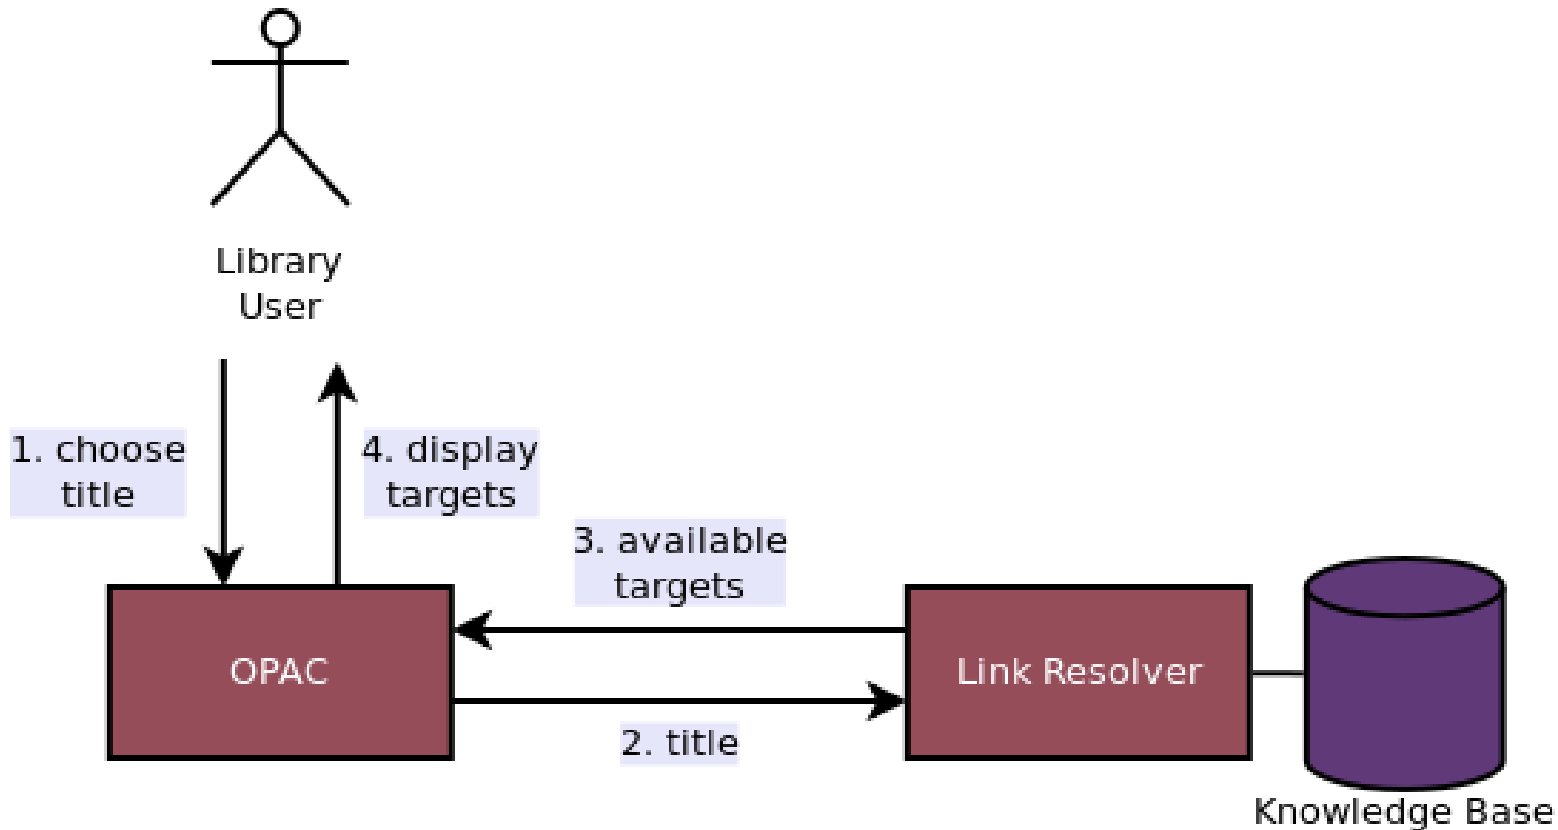 Library
User
1. choose
title
4. display
targets
3. available
targets
OPAC
Link Resolver
2. title
Knowledge Base